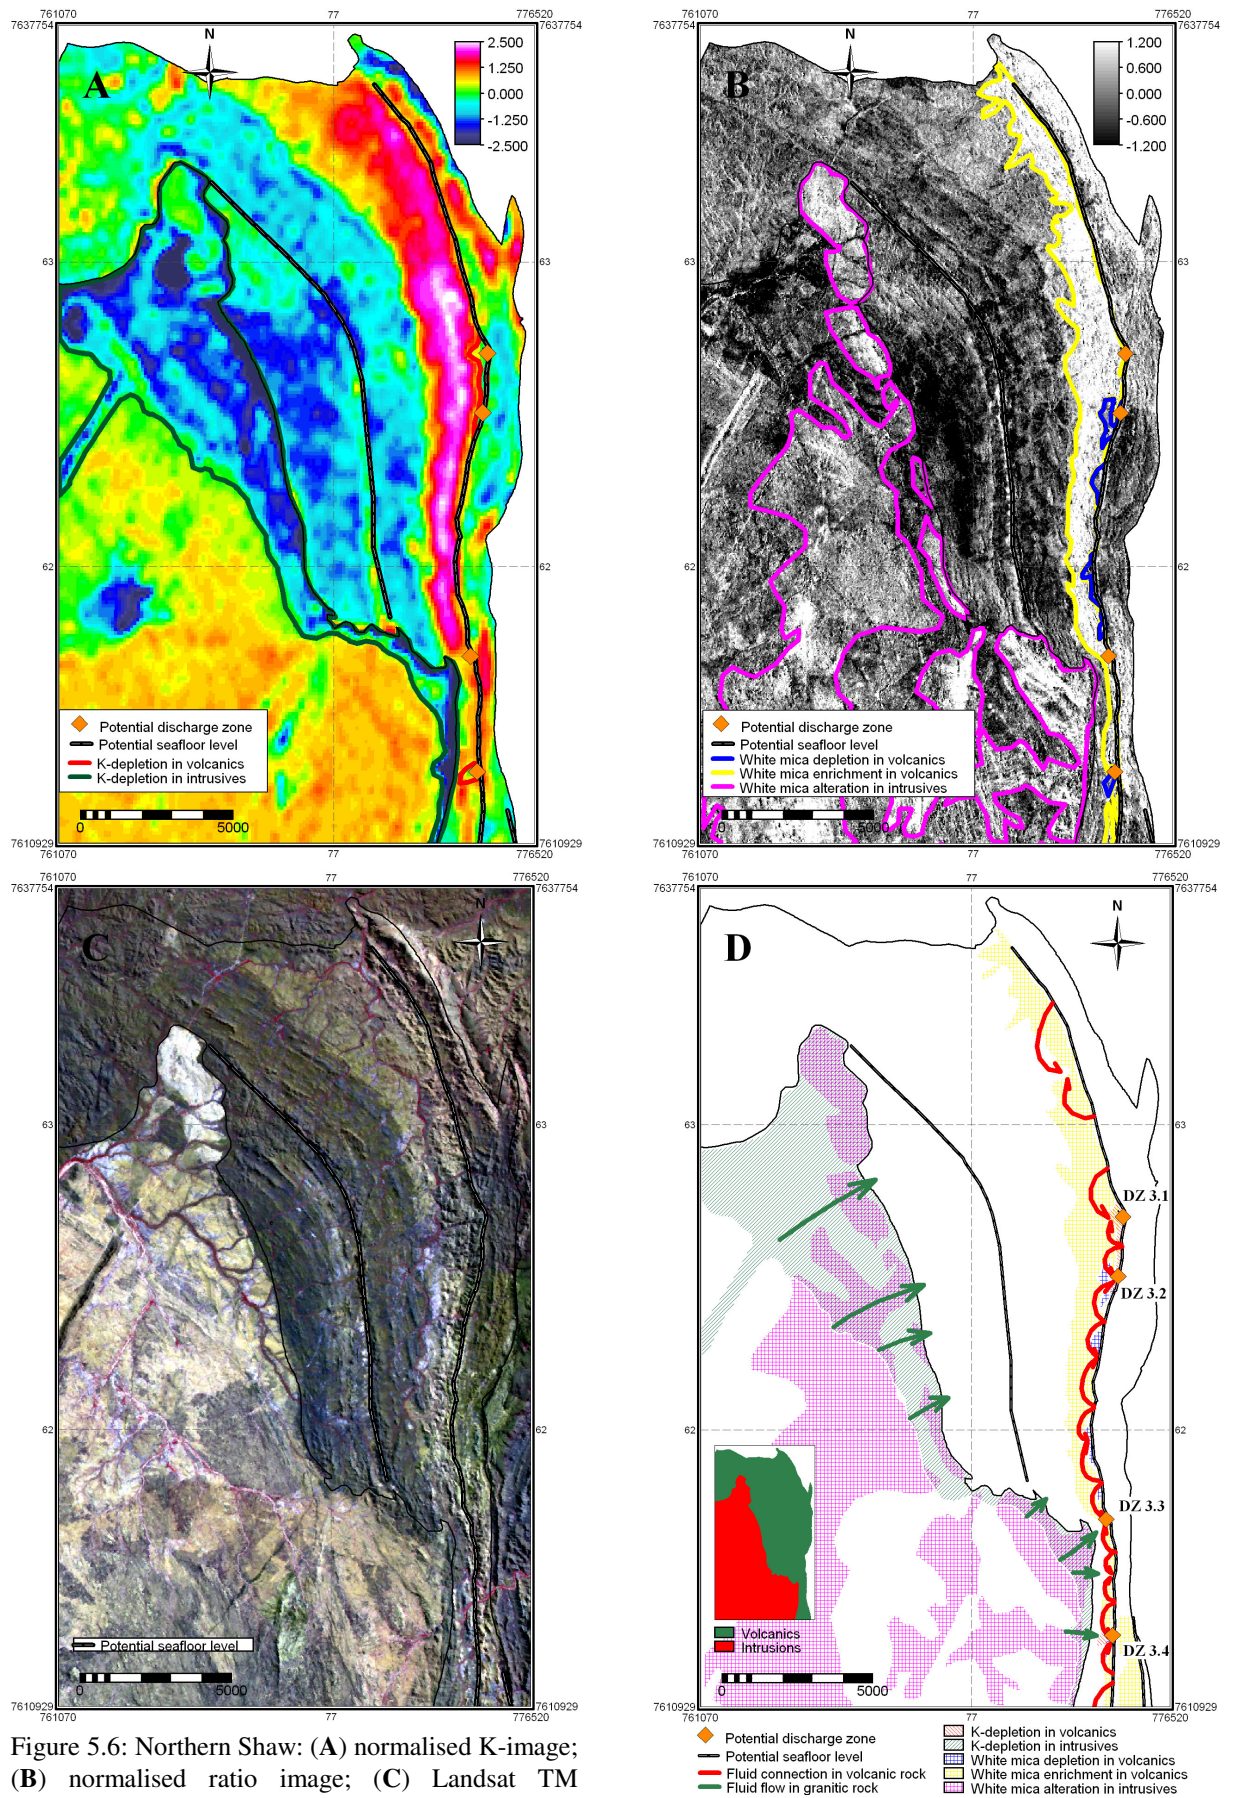 761070
77
776520
7637754
7637754
N
A
2.500
1.250
0.000
-1.250
-2.500
63
62
Potential discharge zone
Potential seafloor level
K-depletion in volcanics
K-depletion in intrusives
0
5000
7610929
7610929
761070
77
776520
761070
77
776520
7637754
7637754
N
B
1.200
0.600
0.000
-0.600
-1.200
63
62
Potential discharge zone
Potential seafloor level
White mica depletion in volcanics
White mica enrichment in volcanics
White mica alteration in intrusives
0
5000
7610929
7610929
761070
77
776520
761070
77
776520
7637754
7637754
N
C
63
62
Potential seafloor level
0
5000
7610929
7610929
761070
77
776520
761070
77
776520
7637754
7637754
N
D
63
DZ 3.1
DZ 3.2
62
DZ 3.3
DZ 3.4
Volcanics
Intrusions
0
5000
7610929
7610929
761070
77
776520
Potential discharge zone
Potential seafloor level
Fluid connection in volcanic rock
Fluid flow in granitic rock
K-depletion in volcanics
K-depletion in intrusives
White mica depletion in volcanics
White mica enrichment in volcanics
White mica alteration in intrusives
Figure 5.6: Northern Shaw: (A) normalised K-image;
(B) normalised ratio image; (C) Landsat TM